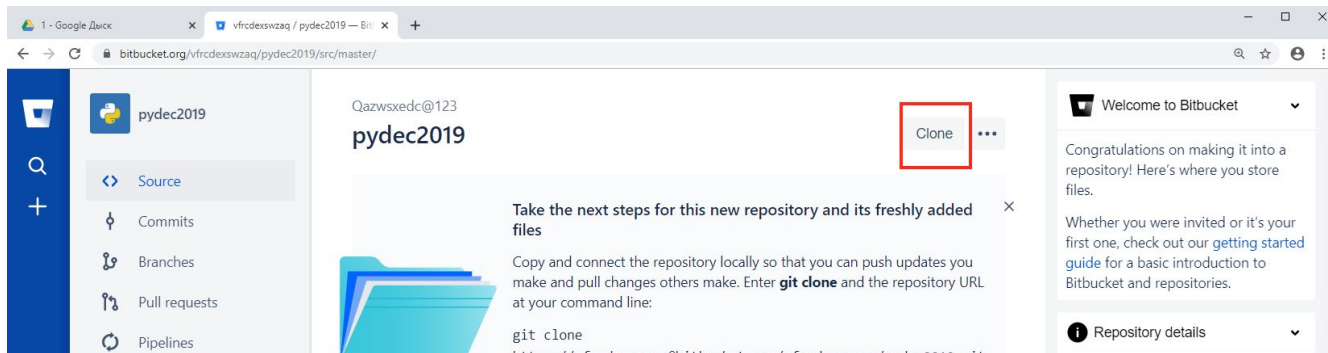 1 - Google Диск
vfrcdexswzaq / pydec2019 — Bit
bitbucket.org/vfrcdexswzaq/pydec2019/src/master/
pydec2019
Source
Commits
Branches
Pull requests
Pipelines
Qazwsxedc@123
pydec2019
Clone
Take the next steps for this new repository and its freshly added
files
Copy and connect the repository locally so that you can push updates you
make and pull changes others make. Enter git clone and the repository URL
at your command line:
git clone
Welcome to Bitbucket
Congratulations on making it into a
repository! Here's where you store
files.
Whether you were invited or it's your
first one, check out our getting started
guide for a basic introduction to
Bitbucket and repositories.
Repository details